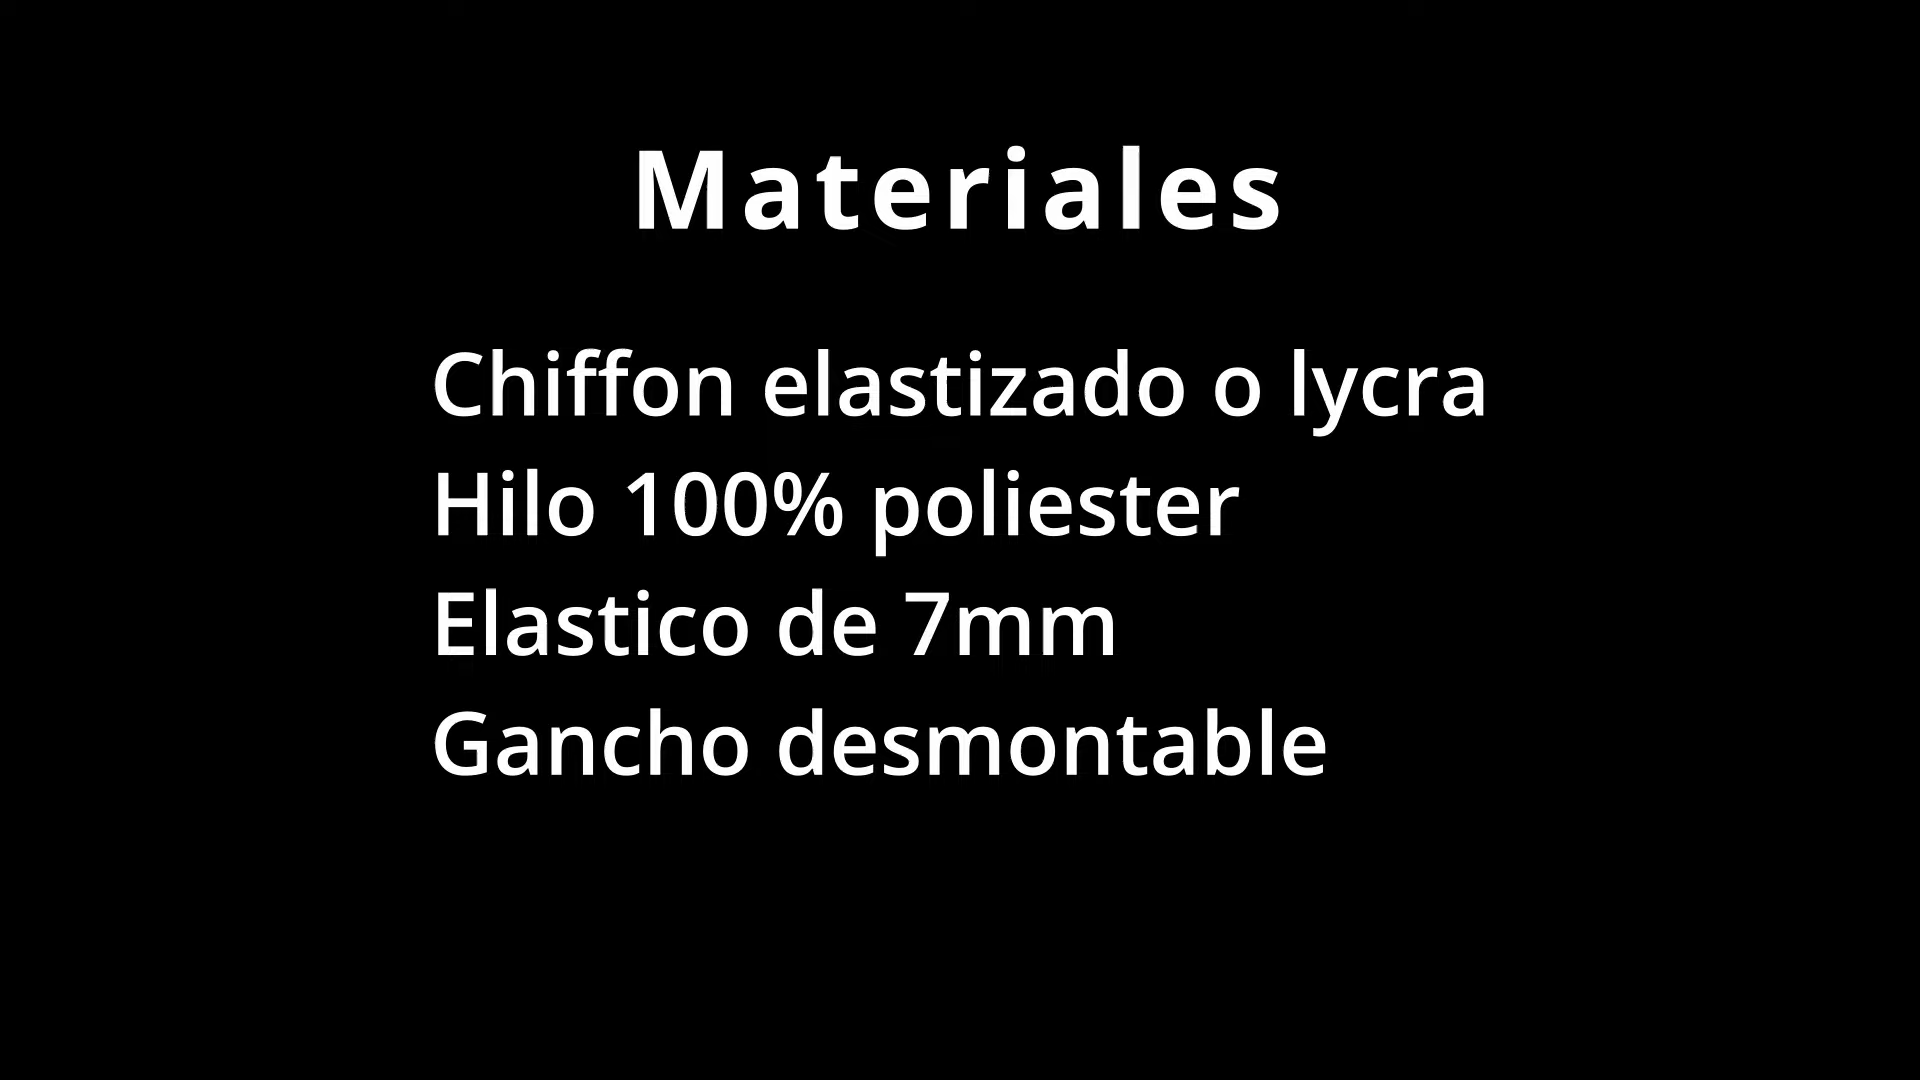 Materiales
Chiffon elastizado o lycra
Hilo 100% poliester
Elastico de 7mm
Gancho desmontable